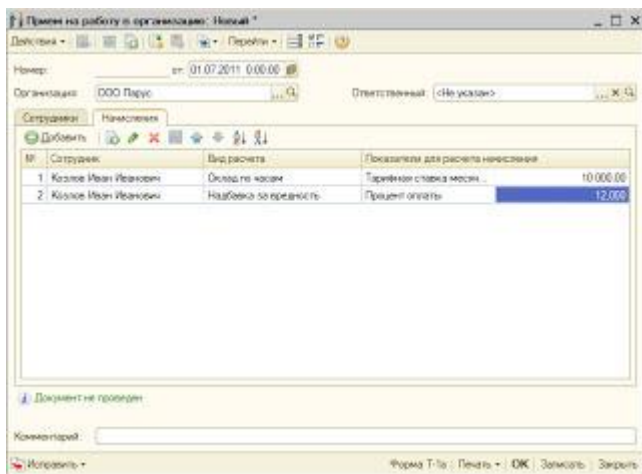 Прием на работу в организацию: Новый *
Действия Перейти
Номер: от: 01.07.2011 0:00:00
Организация: ООО Парус Ответственный: <Не указан>
Сотрудники Начисления
Добавить
№ Сотрудник Вид расчета Показатели для расчета начисления
1 Козлов Иван Иванович Оклад по часам Тарифная ставка месяч... 10 000,00
2 Козлов Иван Иванович Надбавка за вредность Процент оплаты 12,000
Документ не проведен
Комментарий:
Исправить Форма Т-1а Печать OK Записать Закрыть